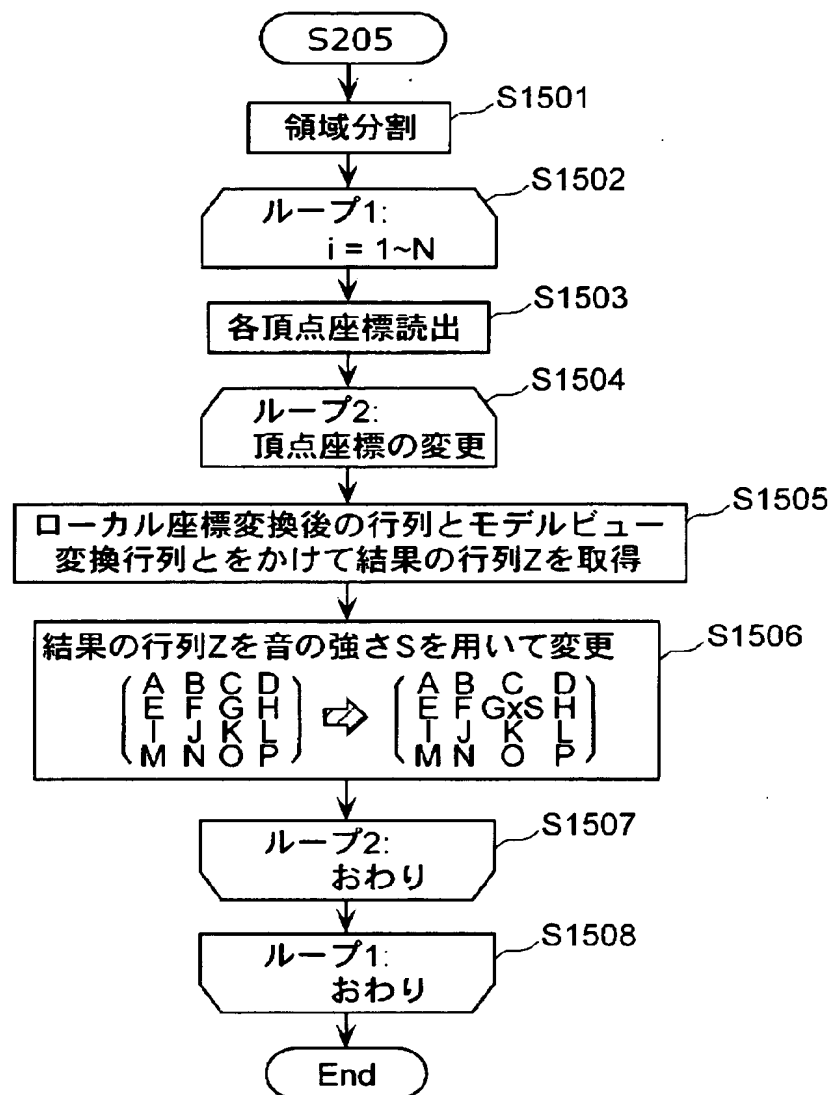 S205
S1501
領域分割
S1502
ループ1:
i = 1~N
S1503
各頂点座標読出
S1504
ループ2:
頂点座標の変更
S1505
ローカル座標変換後の行列とモデルビュー
変換行列とをかけて結果の行列Zを取得
S1506
結果の行列Zを音の強さSを用いて変更
A B C D A B C D
E F G H E F GxS H
I J K L I J K L
M N O P M N O P
S1507
ループ2:
おわり
S1508
ループ1:
おわり
End